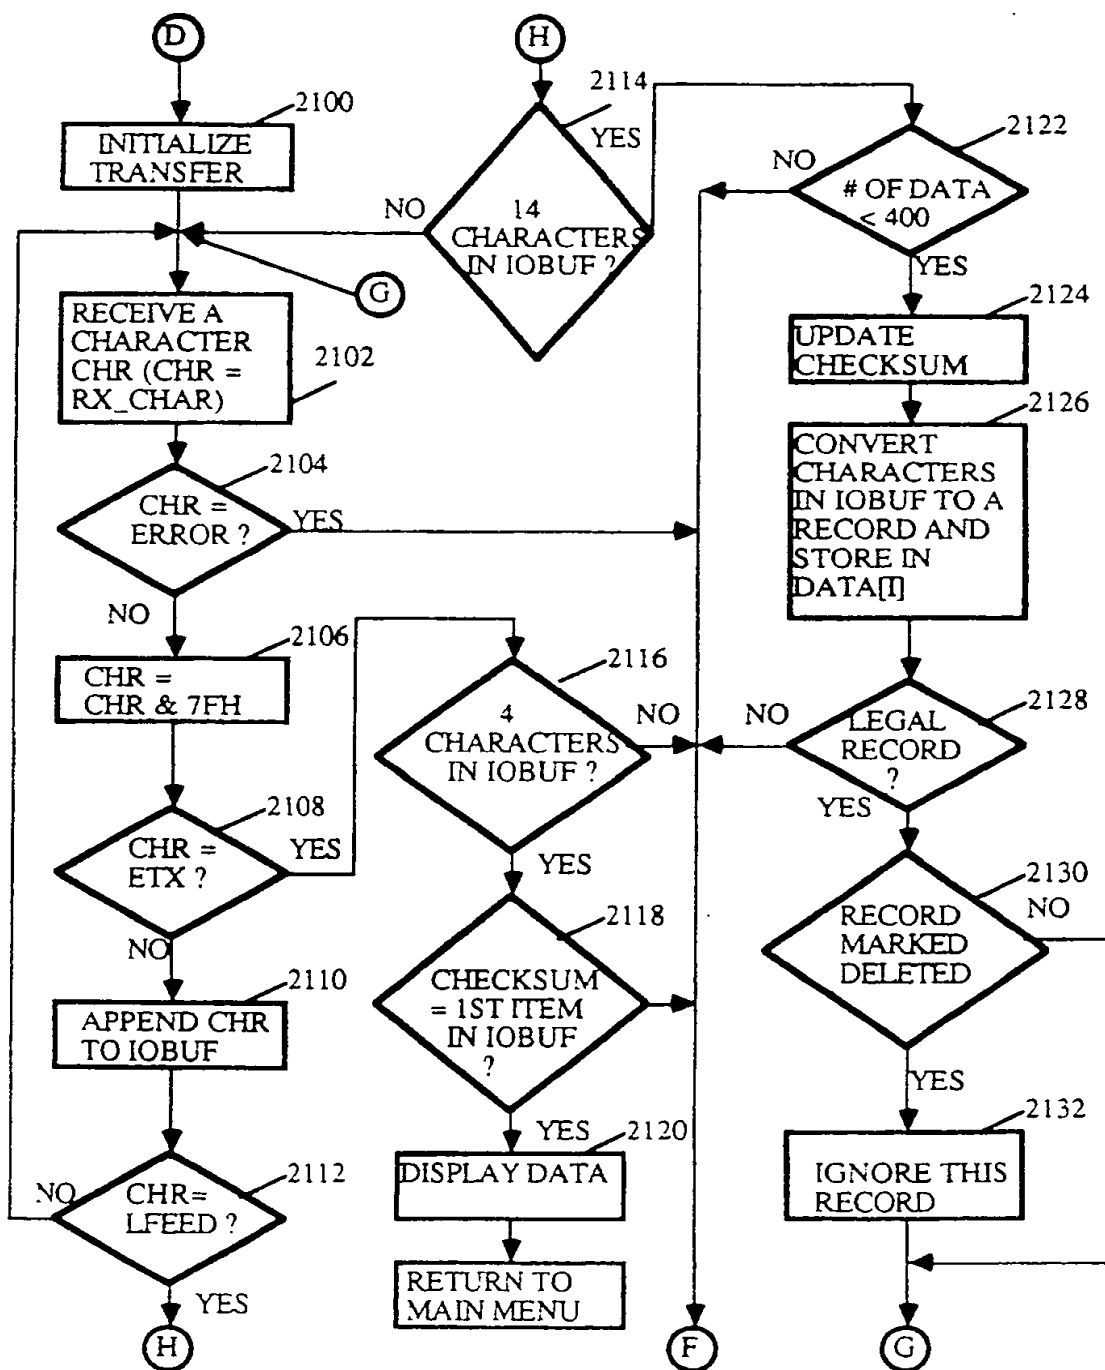 D
2100
INITIALIZE
TRANSFER
G
RECEIVE A
CHARACTER
CHR (CHR =
RX_CHAR)
2102
2104
CHR =
ERROR ?
YES
NO
2106
CHR =
CHR & 7FH
2108
CHR =
ETX ?
YES
NO
2110
APPEND CHR
TO IOBUF
2112
CHR=
LFEED ?
NO
YES
H
H
2114
YES
NO
14
CHARACTERS
IN IOBUF ?
2116
4
CHARACTERS
IN IOBUF ?
NO
YES
2118
CHECKSUM
= 1ST ITEM
IN IOBUF
?
YES
2120
DISPLAY DATA
RETURN TO
MAIN MENU
F
2122
NO
# OF DATA
< 400
YES
2124
UPDATE
CHECKSUM
2126
CONVERT
CHARACTERS
IN IOBUF TO A
RECORD AND
STORE IN
DATA[I]
2128
NO
LEGAL
RECORD
?
YES
2130
NO
RECORD
MARKED
DELETED
YES
2132
IGNORE THIS
RECORD
G